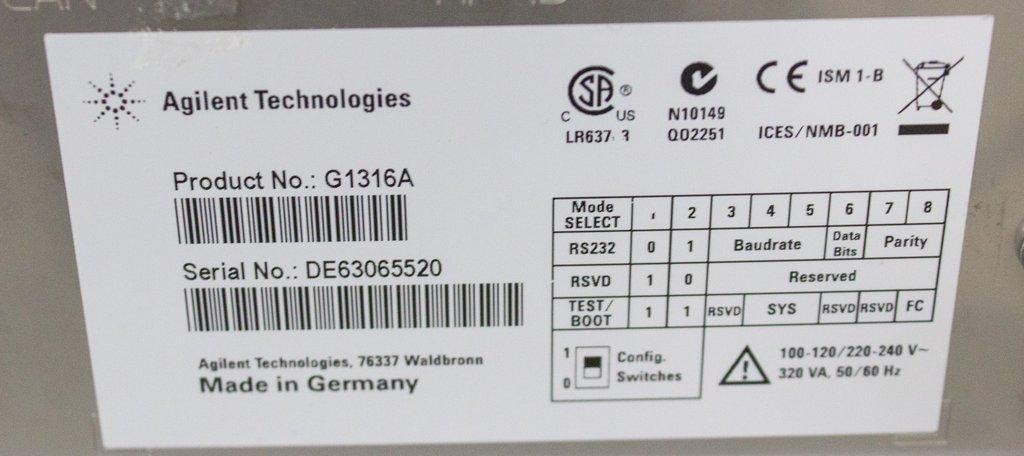 Agilent Technologies
Product No.: G1316A
Serial No.: DE63065520
Agilent Technologies, 76337 Waldbronn
Made in Germany
CSA ®
C US
N10149
Q02251
CE ISM 1-B
ICES/NMB-001
Mode SELECT 2 3 4 5 6 7 8
RS232 0 1 Baudrate Data Bits Parity
RSVD 1 0 Reserved
TEST/BOOT 1 1 RSVD SYS RSVD RSVD FC
1 Config.
0 Switches
100-120/220-240 V~
320 VA, 50/60 Hz